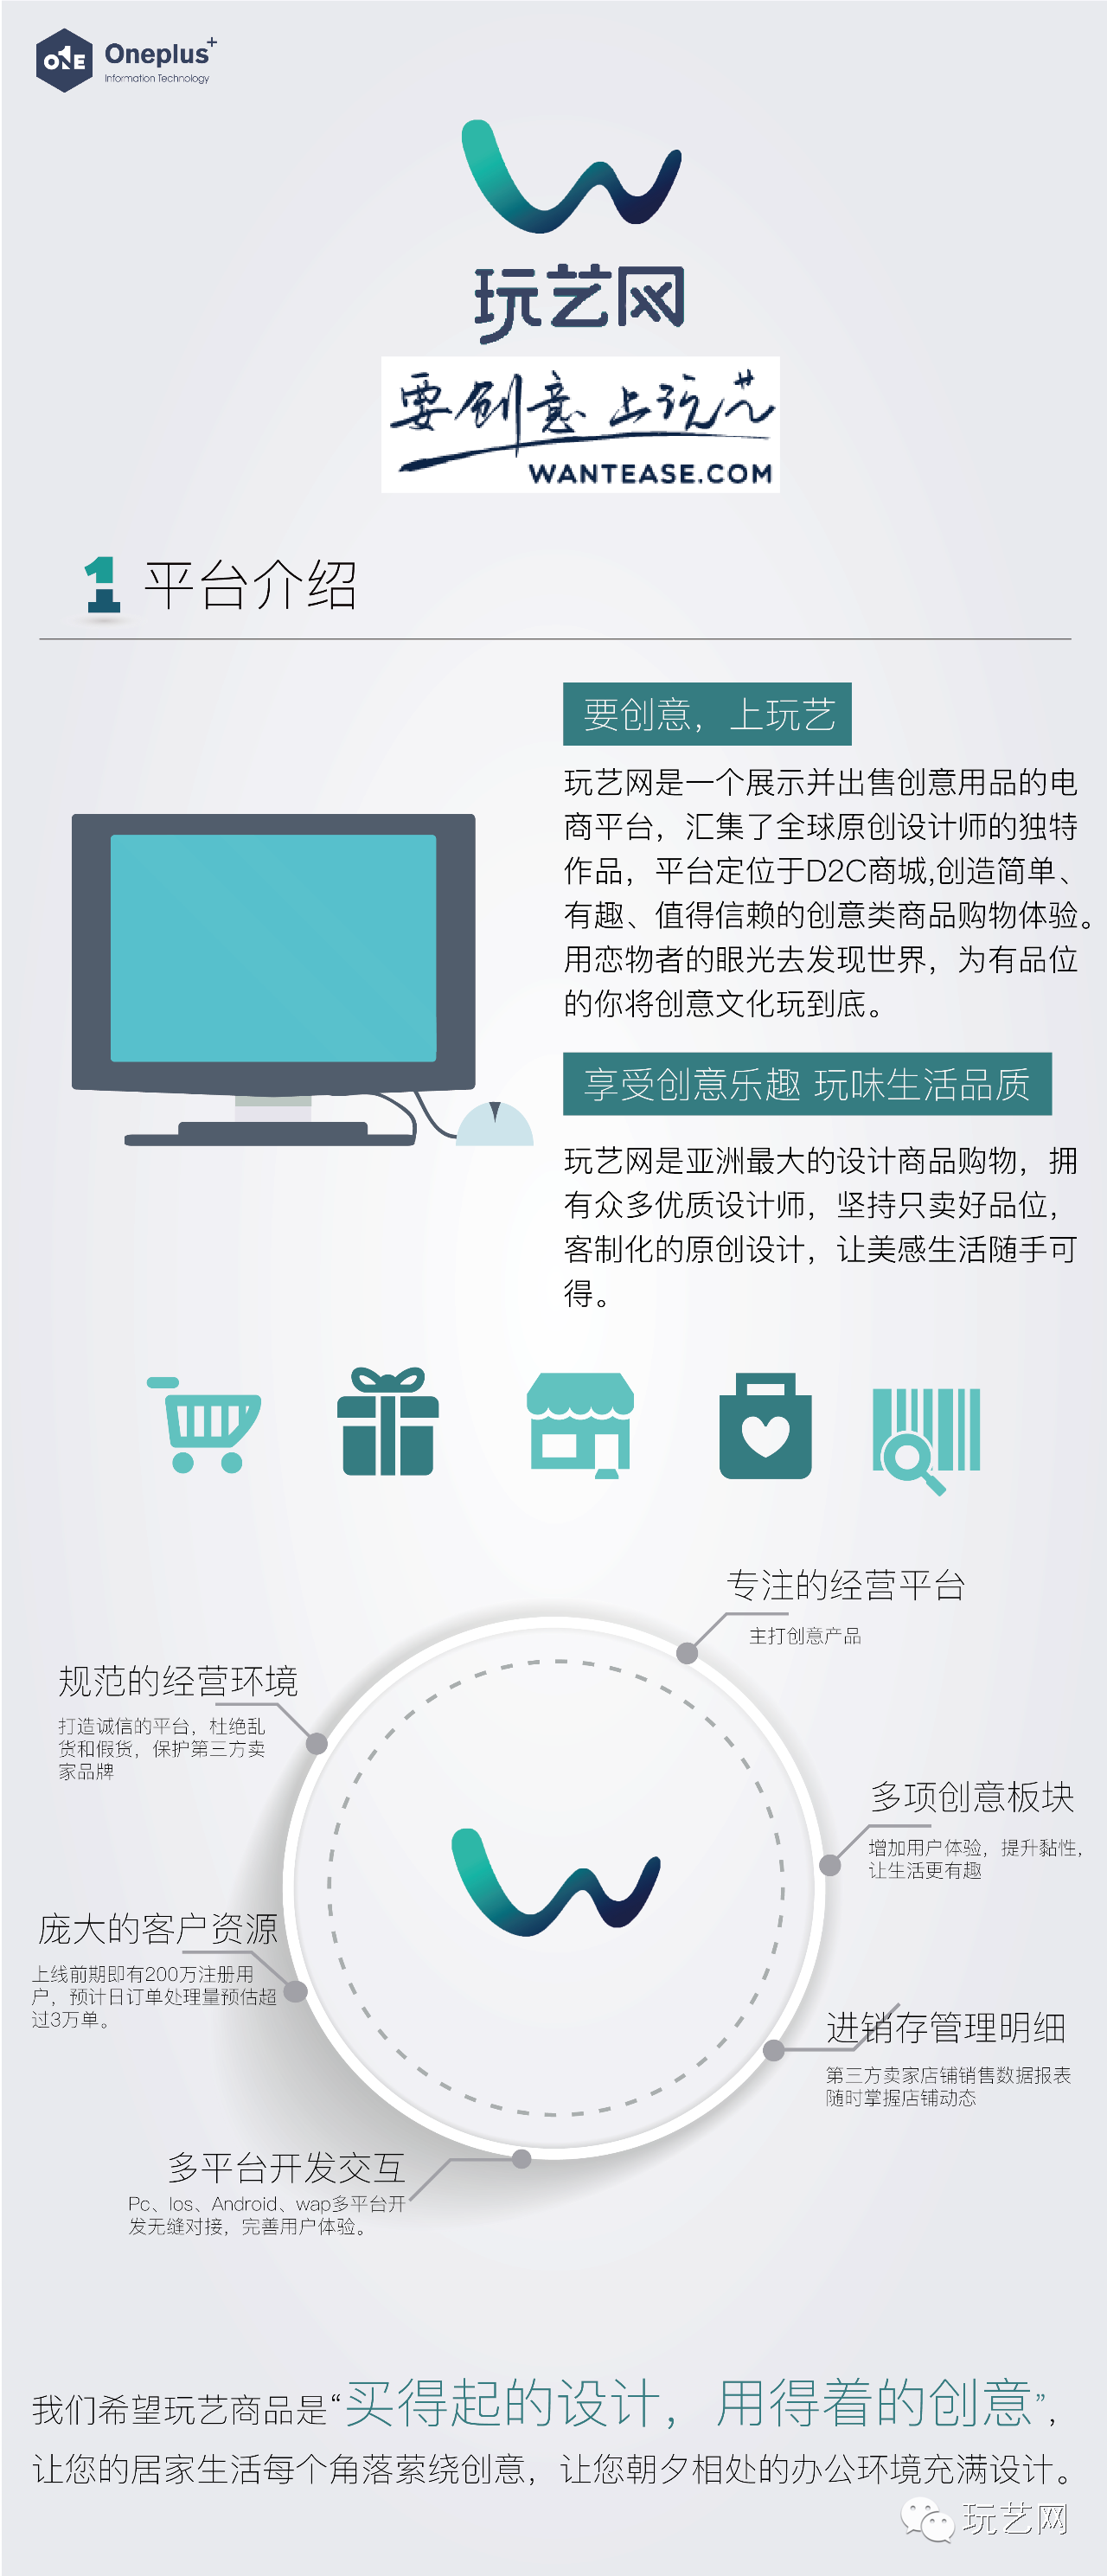 ONE Oneplus+
Information Technology
玩艺网
要创意 上玩艺
WANTEASE.COM
1 平台介绍
要创意，上玩艺
玩艺网是一个展示并出售创意用品的电
商平台，汇集了全球原创设计师的独特
作品，平台定位于D2C商城,创造简单、
有趣、值得信赖的创意类商品购物体验。
用恋物者的眼光去发现世界，为有品位
的你将创意文化玩到底。
享受创意乐趣 玩味生活品质
玩艺网是亚洲最大的设计商品购物，拥
有众多优质设计师，坚持只卖好品位，
客制化的原创设计，让美感生活随手可
得。
专注的经营平台
主打创意产品
规范的经营环境
打造诚信的平台，杜绝乱
货和假货，保护第三方卖
家品牌
多项创意板块
增加用户体验，提升黏性，
让生活更有趣
庞大的客户资源
上线前期即有200万注册用
户，预计日订单处理量预估超
过3万单。
进销存管理明细
第三方卖家店铺销售数据报表
随时掌握店铺动态
多平台开发交互
Pc、Ios、Android、wap多平台开
发无缝对接，完善用户体验。
我们希望玩艺商品是“买得起的设计，用得着的创意”，
让您的居家生活每个角落萦绕创意，让您朝夕相处的办公环境充满设计。
玩艺网